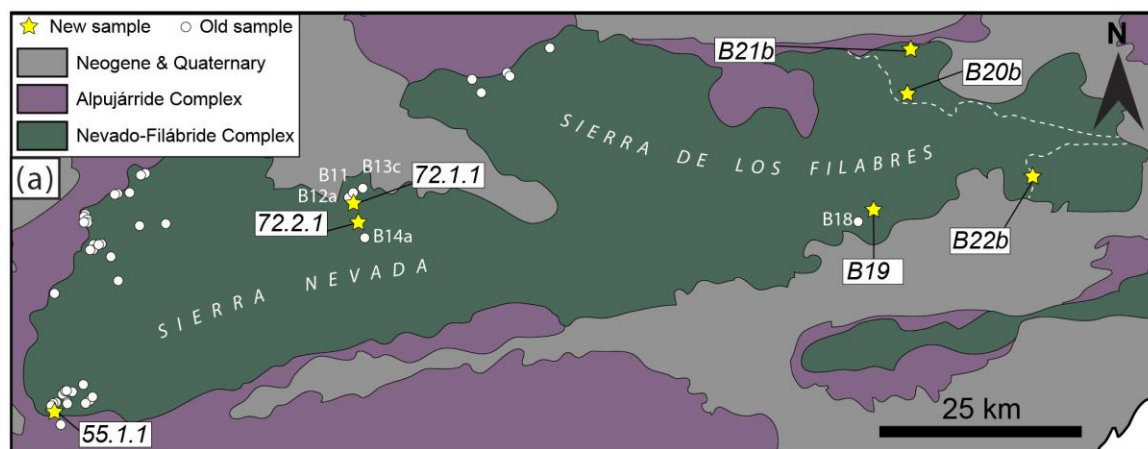 New sample
Old sample
Neogene & Quaternary
Alpujárride Complex
Nevado-Filábride Complex
(a)
B21b
N
B20b
SIERRA DE LOS FILABRES
B11
B13c
B12a
72.1.1
72.2.1
B14a
B18
B19
B22b
SIERRA NEVADA
55.1.1
25 km